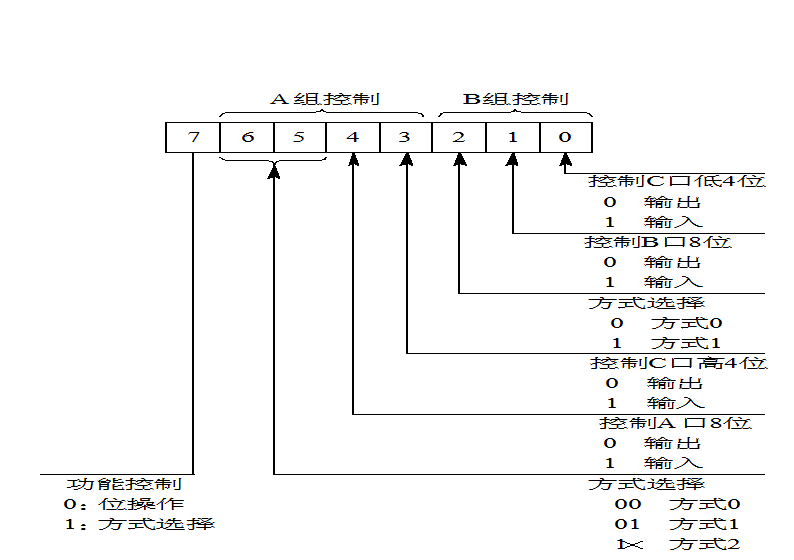 A组控制 B组控制
7 6 5 4 3 2 1 0
控制C口低4位
0 输出
1 输入
控制B口8位
0 输出
1 输入
方式选择
0 方式0
1 方式1
控制C口高4位
0 输出
1 输入
控制A口8位
0 输出
1 输入
功能控制
0：位操作
1：方式选择
方式选择
00 方式0
01 方式1
1× 方式2